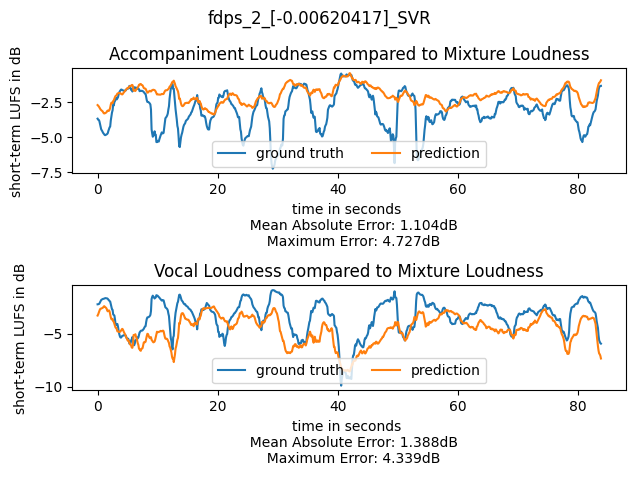 fdps_2_[-0.00620417]_SVR
Accompaniment Loudness compared to Mixture Loudness
short-term LUFS in dB
−2.5
−5.0
−7.5
ground truth
prediction
0 20 40 60 80
time in seconds
Mean Absolute Error: 1.104dB
Maximum Error: 4.727dB
Vocal Loudness compared to Mixture Loudness
short-term LUFS in dB
−5
−10
ground truth
prediction
0 20 40 60 80
time in seconds
Mean Absolute Error: 1.388dB
Maximum Error: 4.339dB